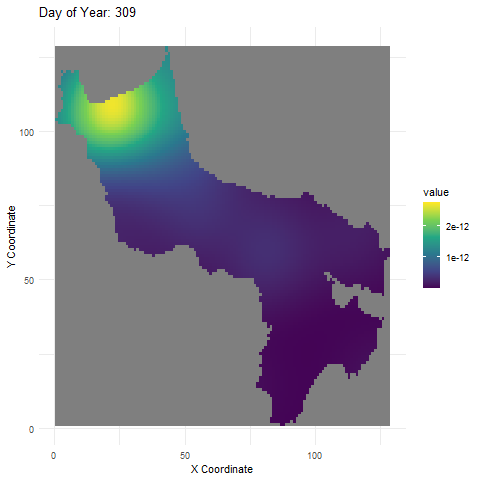 Day of Year: 309
100
50
0
Y Coordinate
0
50
100
X Coordinate
value
2e-12
1e-12